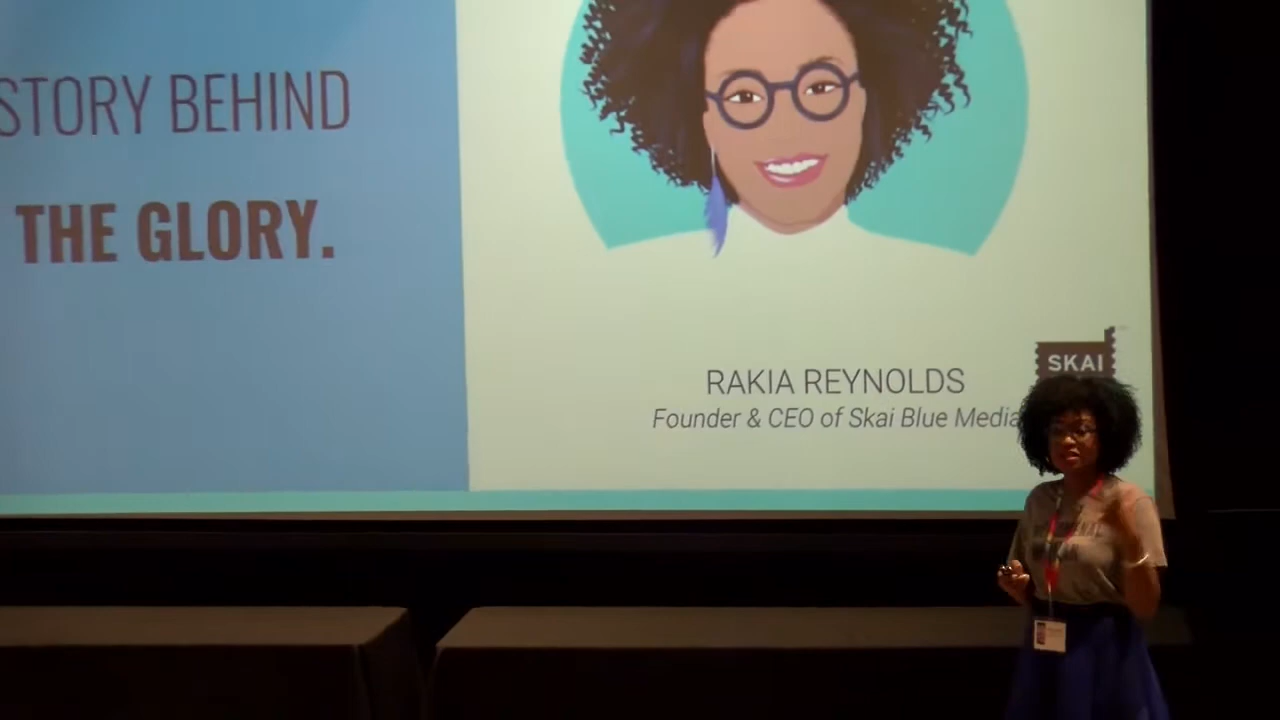 STORY BEHIND
THE GLORY.
RAKIA REYNOLDS
Founder & CEO of Skai Blue Media
SKAI